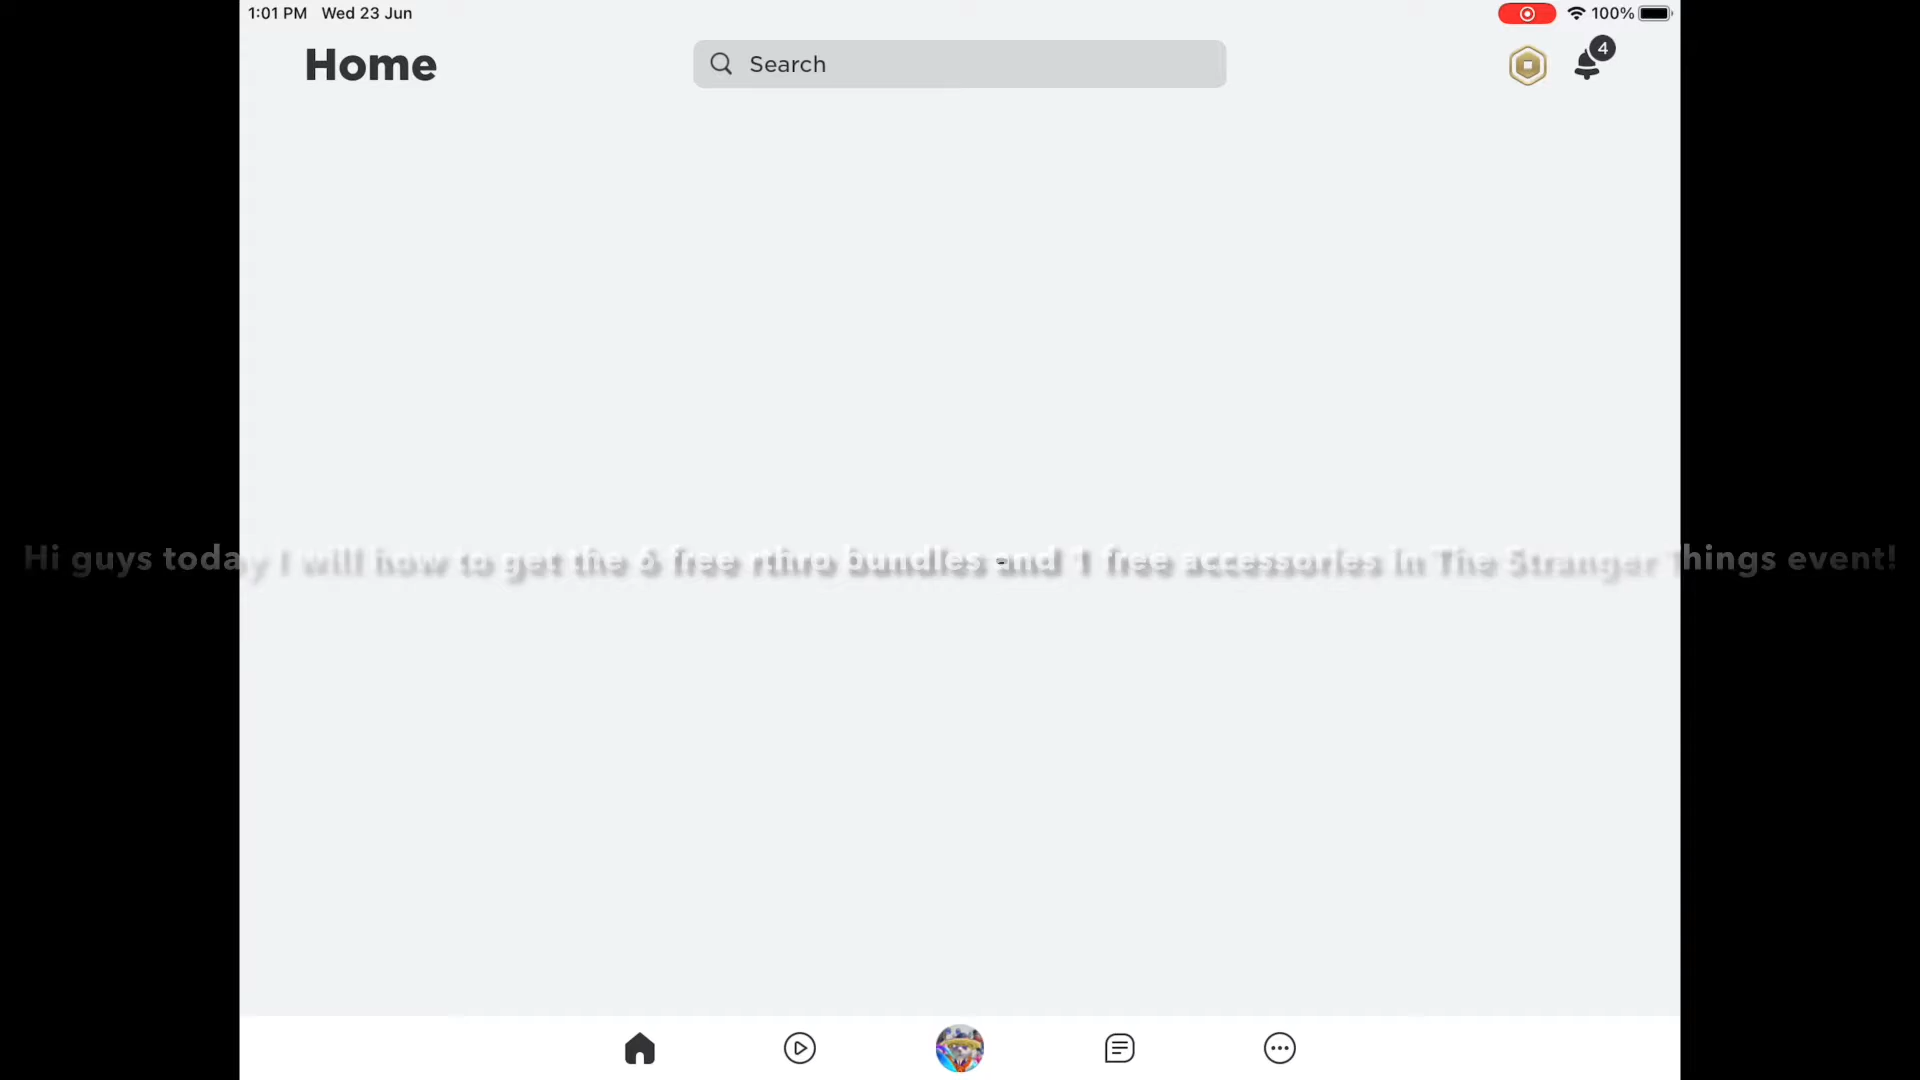 1:01 PM Wed 23 Jun
100%
Home
Search
4
Hi guys today I will how to get the 6 free rthro bundles and 1 free accessories in The Stranger Things event!